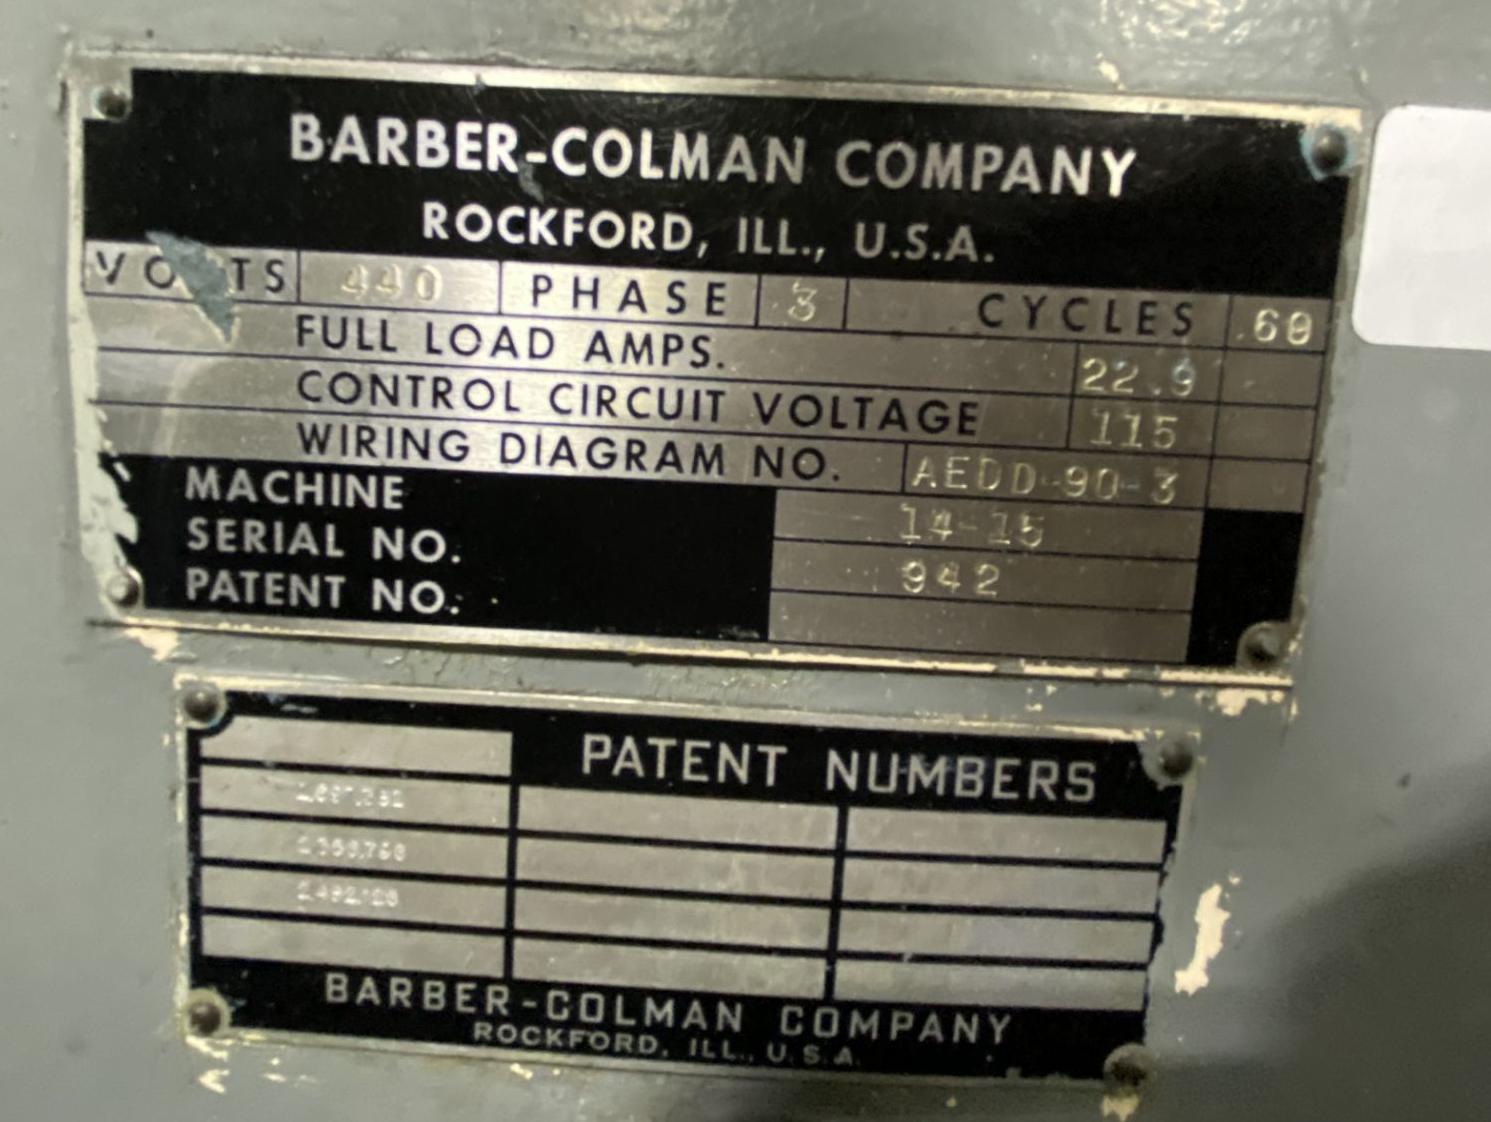 BARBER-COLMAN COMPANY
ROCKFORD, ILL., U.S.A.
VOLTS 440 PHASE 3 CYCLES 60
FULL LOAD AMPS. 22.9
CONTROL CIRCUIT VOLTAGE 115
WIRING DIAGRAM NO. AEDD-90-3
MACHINE 14-15
SERIAL NO. 942
PATENT NO.
PATENT NUMBERS
BARBER-COLMAN COMPANY
ROCKFORD, ILL., U.S.A.